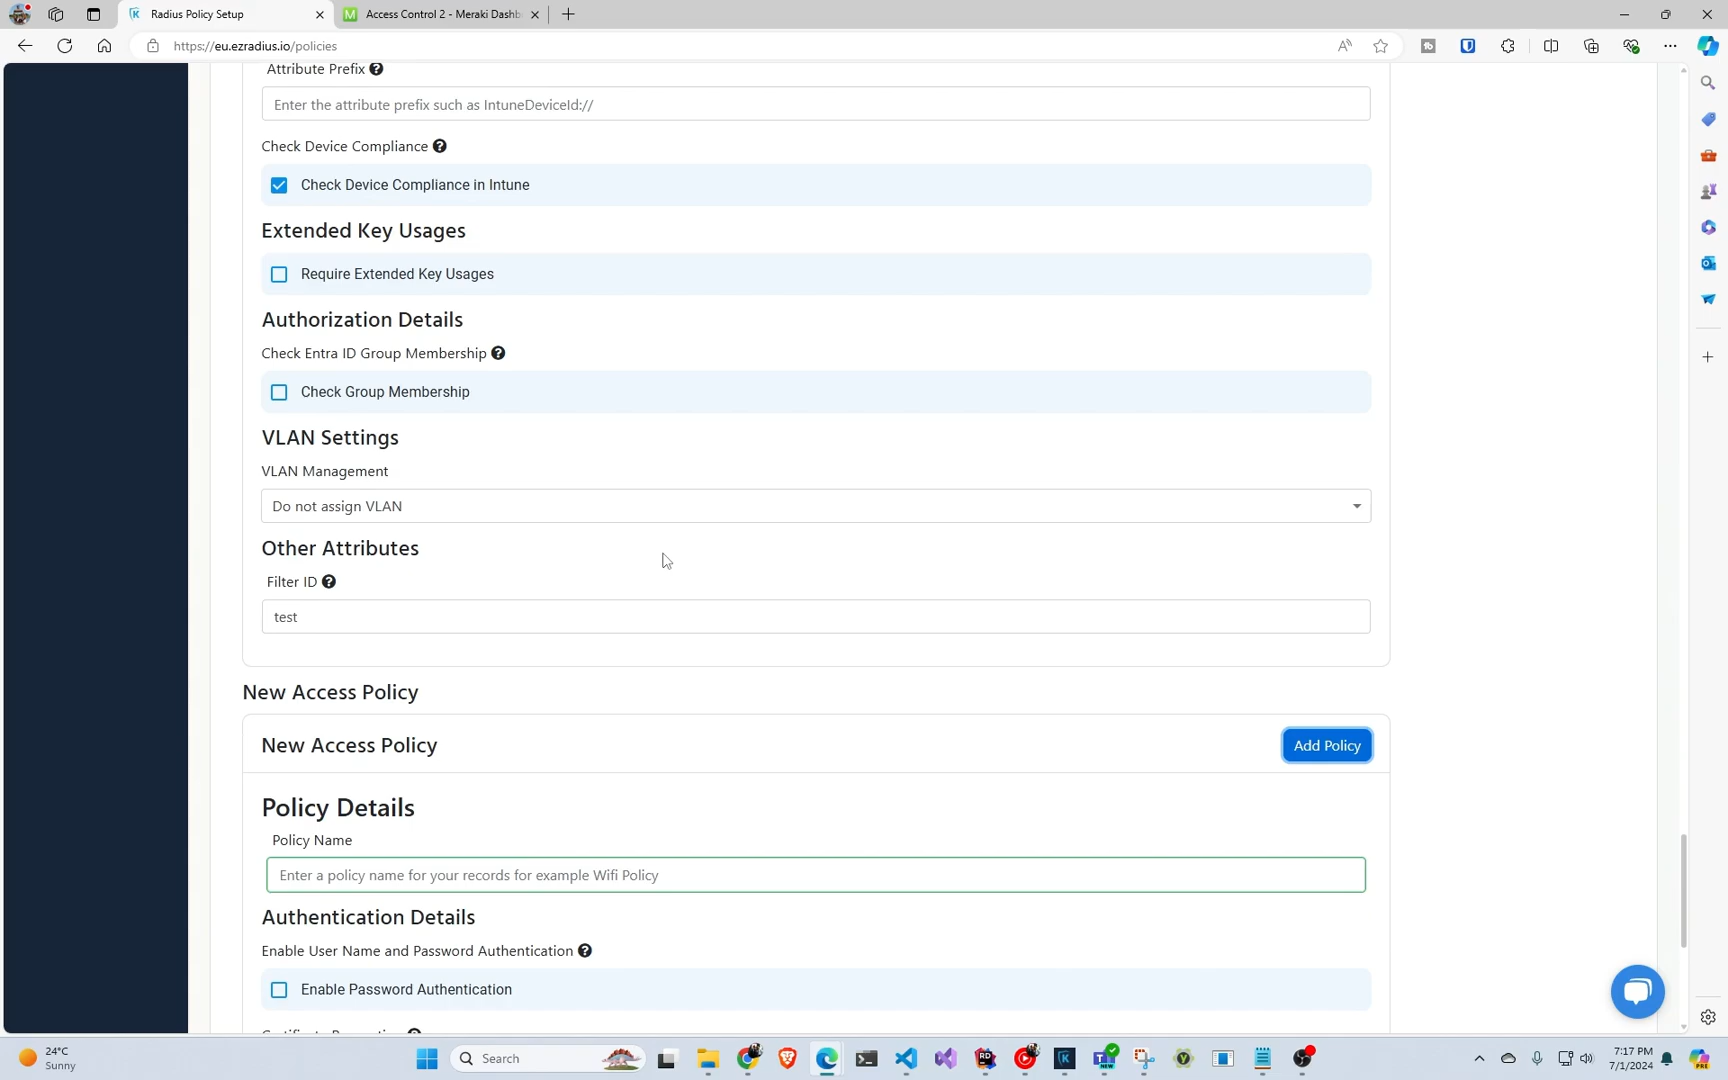 Radius Policy Setup
Access Control 2 - Meraki Dashb
https://eu.ezradius.io/policies
Attribute Prefix
Enter the attribute prefix such as IntuneDeviceId://
Check Device Compliance
Check Device Compliance in Intune
Extended Key Usages
Require Extended Key Usages
Authorization Details
Check Entra ID Group Membership
Check Group Membership
VLAN Settings
VLAN Management
Do not assign VLAN
Other Attributes
Filter ID
test
New Access Policy
New Access Policy
Add Policy
Policy Details
Policy Name
Enter a policy name for your records for example Wifi Policy
Authentication Details
Enable User Name and Password Authentication
Enable Password Authentication
24°C
Sunny
Search
7:17 PM
7/1/2024